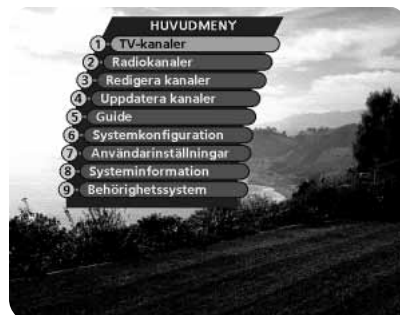 HUVUDMENY
1 TV-kanaler
2 Radiokanaler
3 Redigera kanaler
4 Uppdatera kanaler
5 Guide
6 Systemkonfiguration
7 Användarinställningar
8 Systeminformation
9 Behörighetssystem